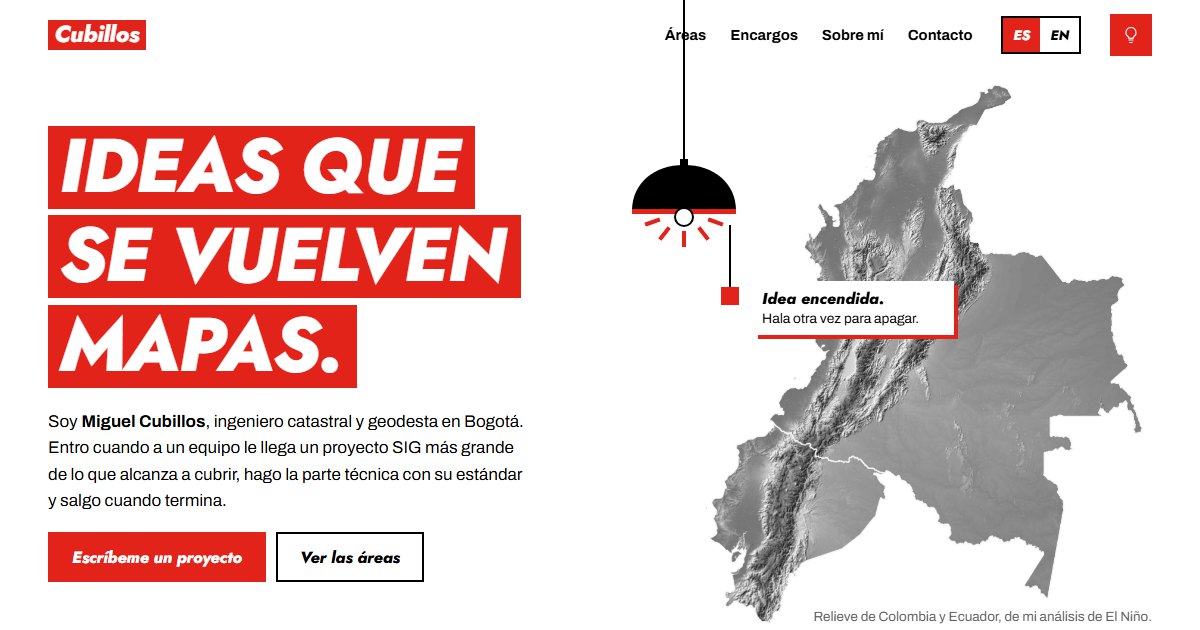 Cubillos
Áreas Encargos Sobre mí Contacto ES EN
IDEAS QUE
SE VUELVEN
MAPAS.
Idea encendida.
Hala otra vez para apagar.
Soy Miguel Cubillos, ingeniero catastral y geodesta en Bogotá.
Entro cuando a un equipo le llega un proyecto SIG más grande
de lo que alcanza a cubrir, hago la parte técnica con su estándar
y salgo cuando termina.
Escríbeme un proyecto Ver las áreas
Relieve de Colombia y Ecuador, de mi análisis de El Niño.